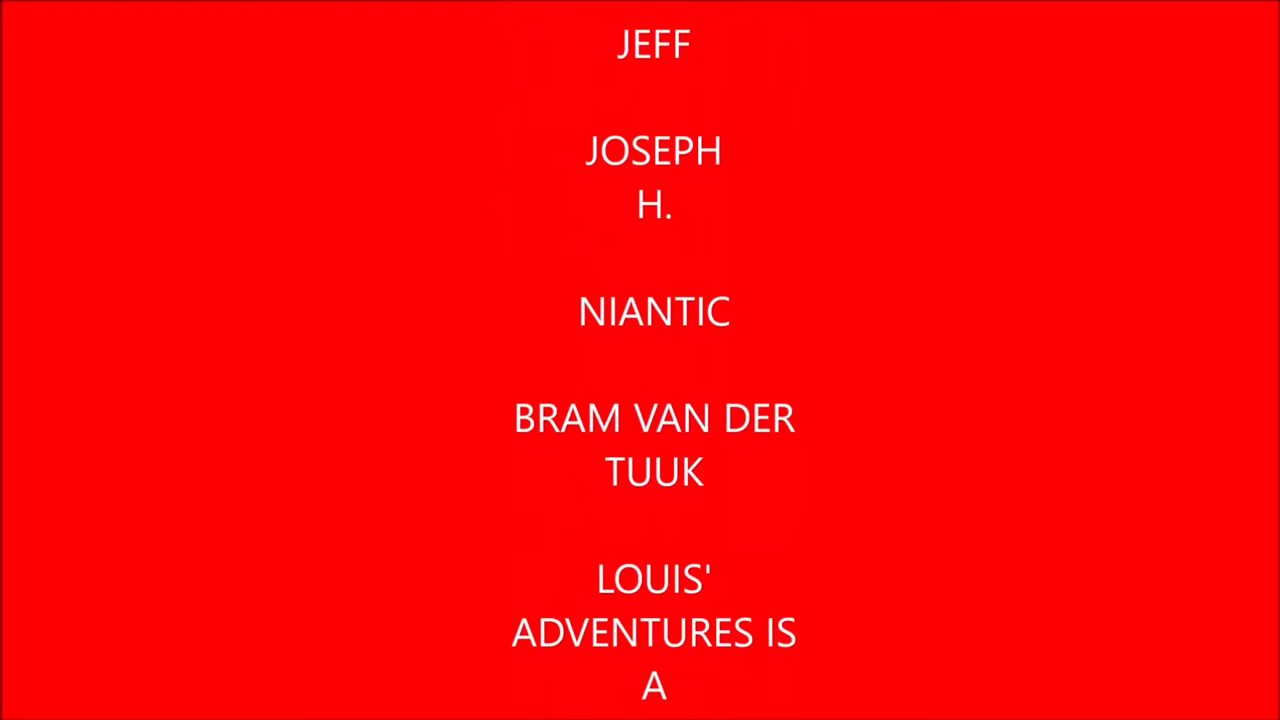 JEFF
JOSEPH
H.
NIANTIC
BRAM VAN DER
TUUK
LOUIS'
ADVENTURES IS
A